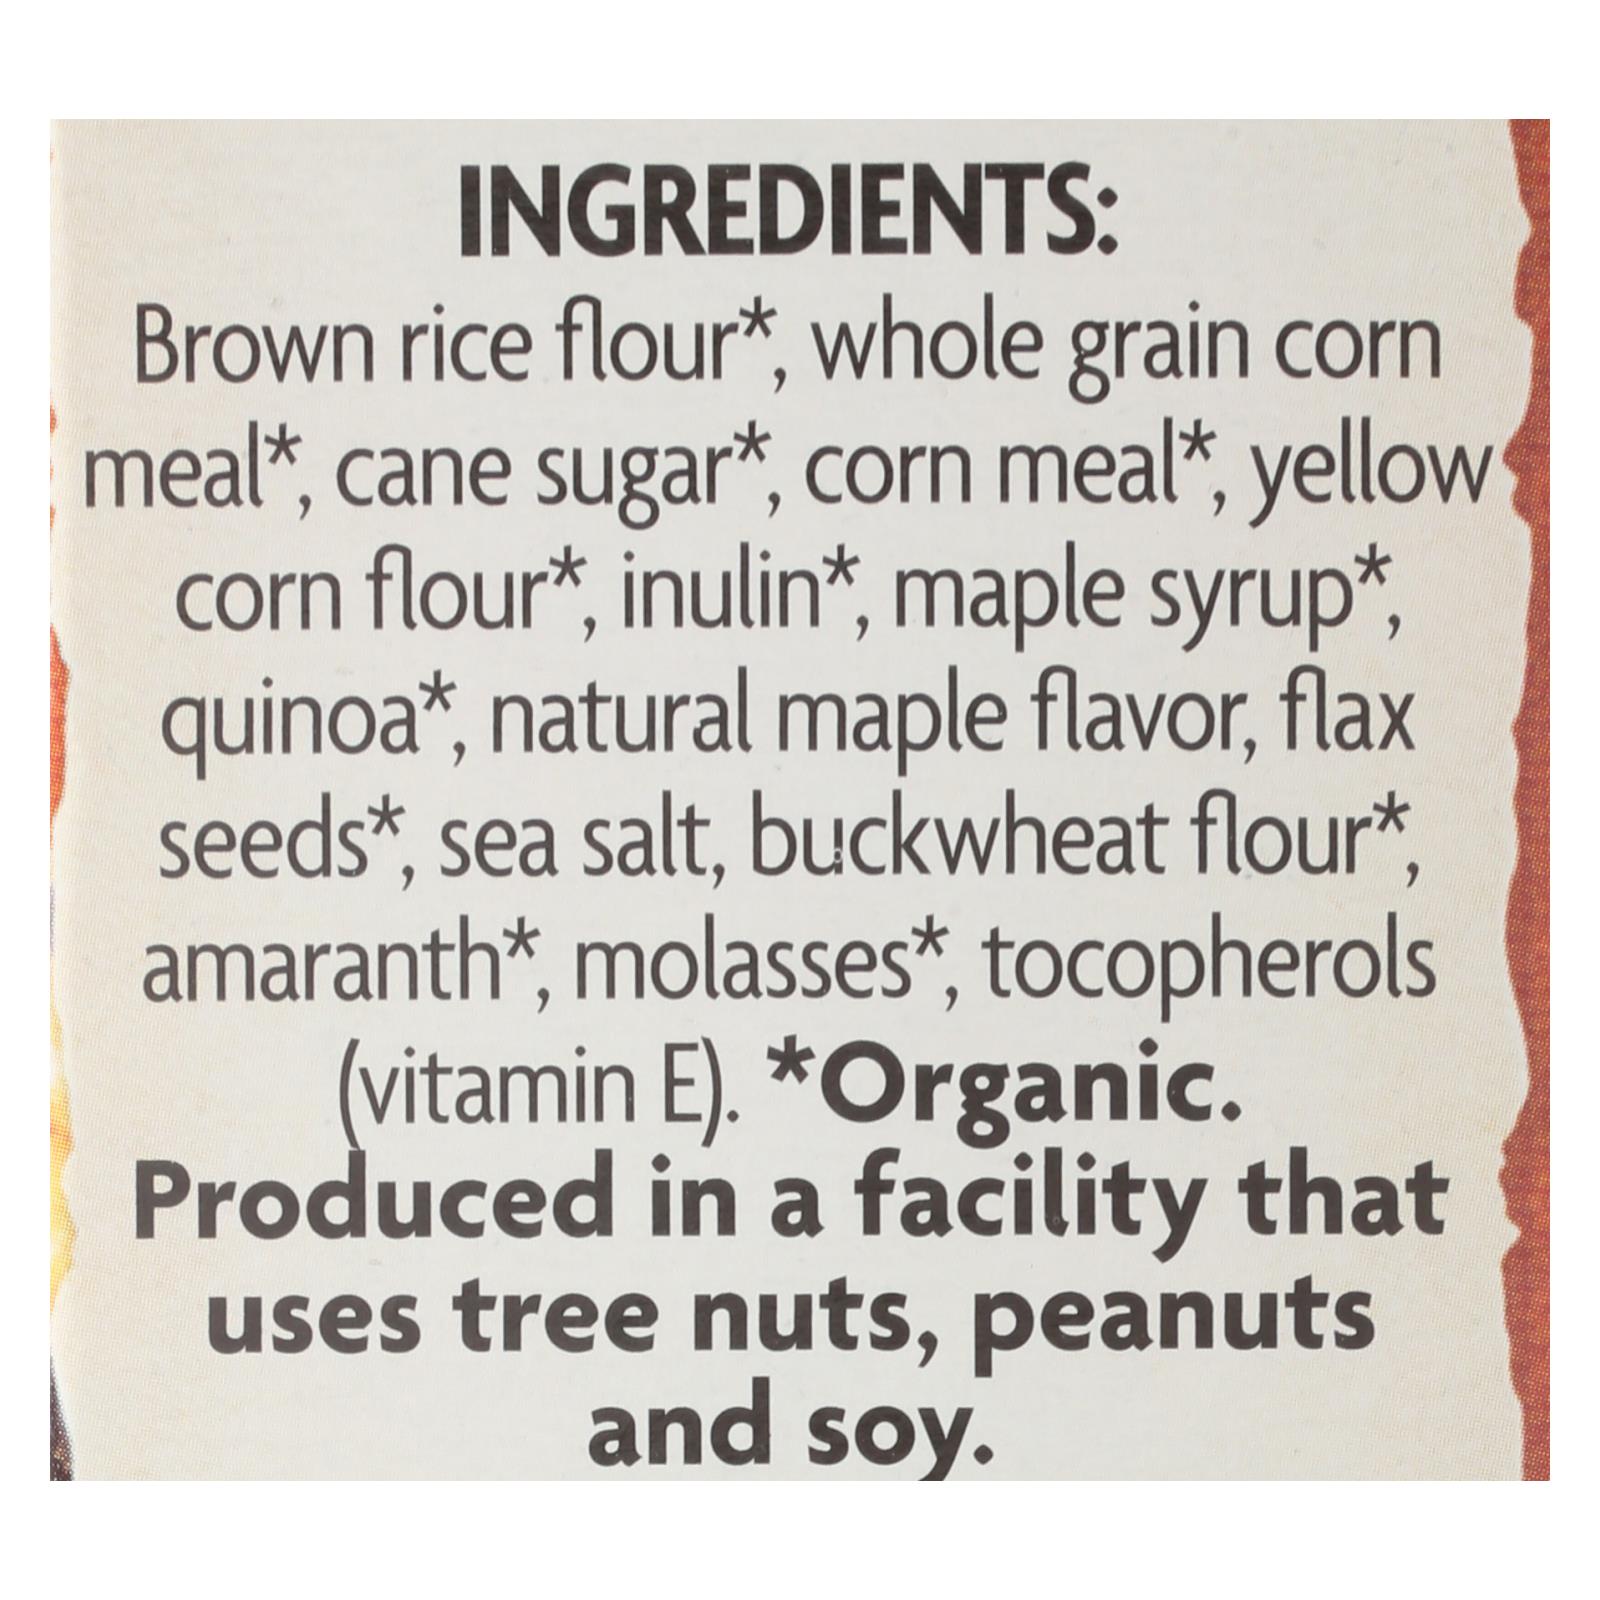 INGREDIENTS:
Brown rice flour*, whole grain corn
meal*, cane sugar*, corn meal*, yellow
corn flour*, inulin*, maple syrup*,
quinoa*, natural maple flavor, flax
seeds*, sea salt, buckwheat flour*,
amaranth*, molasses*, tocopherols
(vitamin E). *Organic.
Produced in a facility that
uses tree nuts, peanuts
and soy.